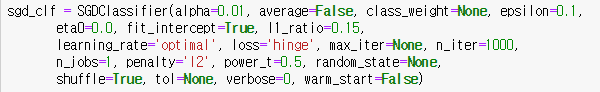 sgd_clf = SGDClassifier(alpha=0.01, average=False, class_weight=None, epsilon=0.1,
eta0=0.0, fit_intercept=True, l1_ratio=0.15,
learning_rate='optimal', loss='hinge', max_iter=None, n_iter=1000,
n_jobs=1, penalty='l2', power_t=0.5, random_state=None,
shuffle=True, tol=None, verbose=0, warm_start=False)